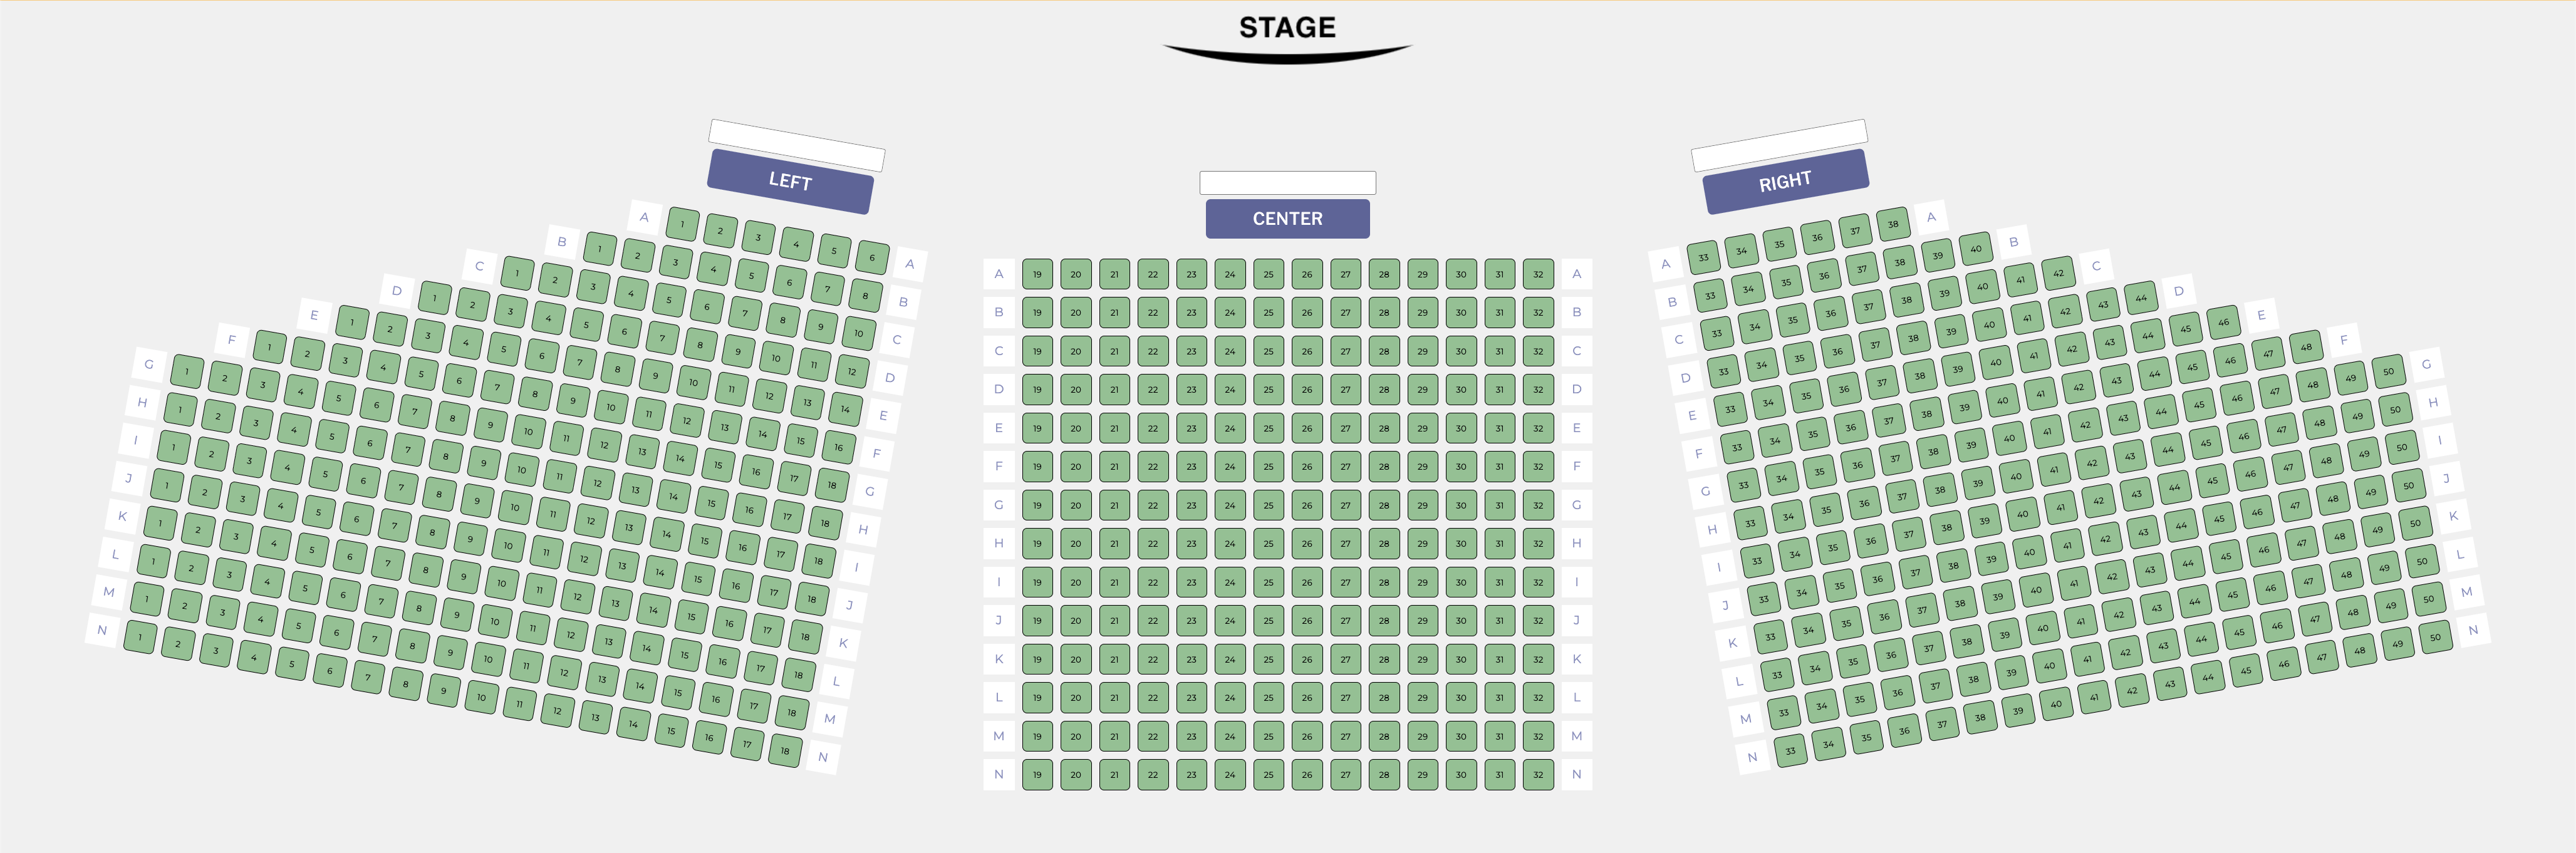 STAGE
LEFT
CENTER
RIGHT
A 1 2 3 4 5 6 A
B 1 2 3 4 5 6 7 8 B
C 1 2 3 4 5 6 7 8 9 10 C
D 1 2 3 4 5 6 7 8 9 10 11 12 D
E 1 2 3 4 5 6 7 8 9 10 11 12 13 14 E
F 1 2 3 4 5 6 7 8 9 10 11 12 13 14 15 16 F
G 1 2 3 4 5 6 7 8 9 10 11 12 13 14 15 16 17 18 G
H 1 2 3 4 5 6 7 8 9 10 11 12 13 14 15 16 17 18 H
I 1 2 3 4 5 6 7 8 9 10 11 12 13 14 15 16 17 18 I
J 1 2 3 4 5 6 7 8 9 10 11 12 13 14 15 16 17 18 J
K 1 2 3 4 5 6 7 8 9 10 11 12 13 14 15 16 17 18 K
L 1 2 3 4 5 6 7 8 9 10 11 12 13 14 15 16 17 18 L
M 1 2 3 4 5 6 7 8 9 10 11 12 13 14 15 16 17 18 M
N 1 2 3 4 5 6 7 8 9 10 11 12 13 14 15 16 17 18 N
A 19 20 21 22 23 24 25 26 27 28 29 30 31 32 A
B 19 20 21 22 23 24 25 26 27 28 29 30 31 32 B
C 19 20 21 22 23 24 25 26 27 28 29 30 31 32 C
D 19 20 21 22 23 24 25 26 27 28 29 30 31 32 D
E 19 20 21 22 23 24 25 26 27 28 29 30 31 32 E
F 19 20 21 22 23 24 25 26 27 28 29 30 31 32 F
G 19 20 21 22 23 24 25 26 27 28 29 30 31 32 G
H 19 20 21 22 23 24 25 26 27 28 29 30 31 32 H
I 19 20 21 22 23 24 25 26 27 28 29 30 31 32 I
J 19 20 21 22 23 24 25 26 27 28 29 30 31 32 J
K 19 20 21 22 23 24 25 26 27 28 29 30 31 32 K
L 19 20 21 22 23 24 25 26 27 28 29 30 31 32 L
M 19 20 21 22 23 24 25 26 27 28 29 30 31 32 M
N 19 20 21 22 23 24 25 26 27 28 29 30 31 32 N
A 33 34 35 36 37 38 A
B 33 34 35 36 37 38 39 40 B
C 33 34 35 36 37 38 39 40 41 42 C
D 33 34 35 36 37 38 39 40 41 42 43 44 D
E 33 34 35 36 37 38 39 40 41 42 43 44 45 46 E
F 33 34 35 36 37 38 39 40 41 42 43 44 45 46 47 48 F
G 33 34 35 36 37 38 39 40 41 42 43 44 45 46 47 48 49 50 G
H 33 34 35 36 37 38 39 40 41 42 43 44 45 46 47 48 49 50 H
I 33 34 35 36 37 38 39 40 41 42 43 44 45 46 47 48 49 50 I
J 33 34 35 36 37 38 39 40 41 42 43 44 45 46 47 48 49 50 J
K 33 34 35 36 37 38 39 40 41 42 43 44 45 46 47 48 49 50 K
L 33 34 35 36 37 38 39 40 41 42 43 44 45 46 47 48 49 50 L
M 33 34 35 36 37 38 39 40 41 42 43 44 45 46 47 48 49 50 M
N 33 34 35 36 37 38 39 40 41 42 43 44 45 46 47 48 49 50 N